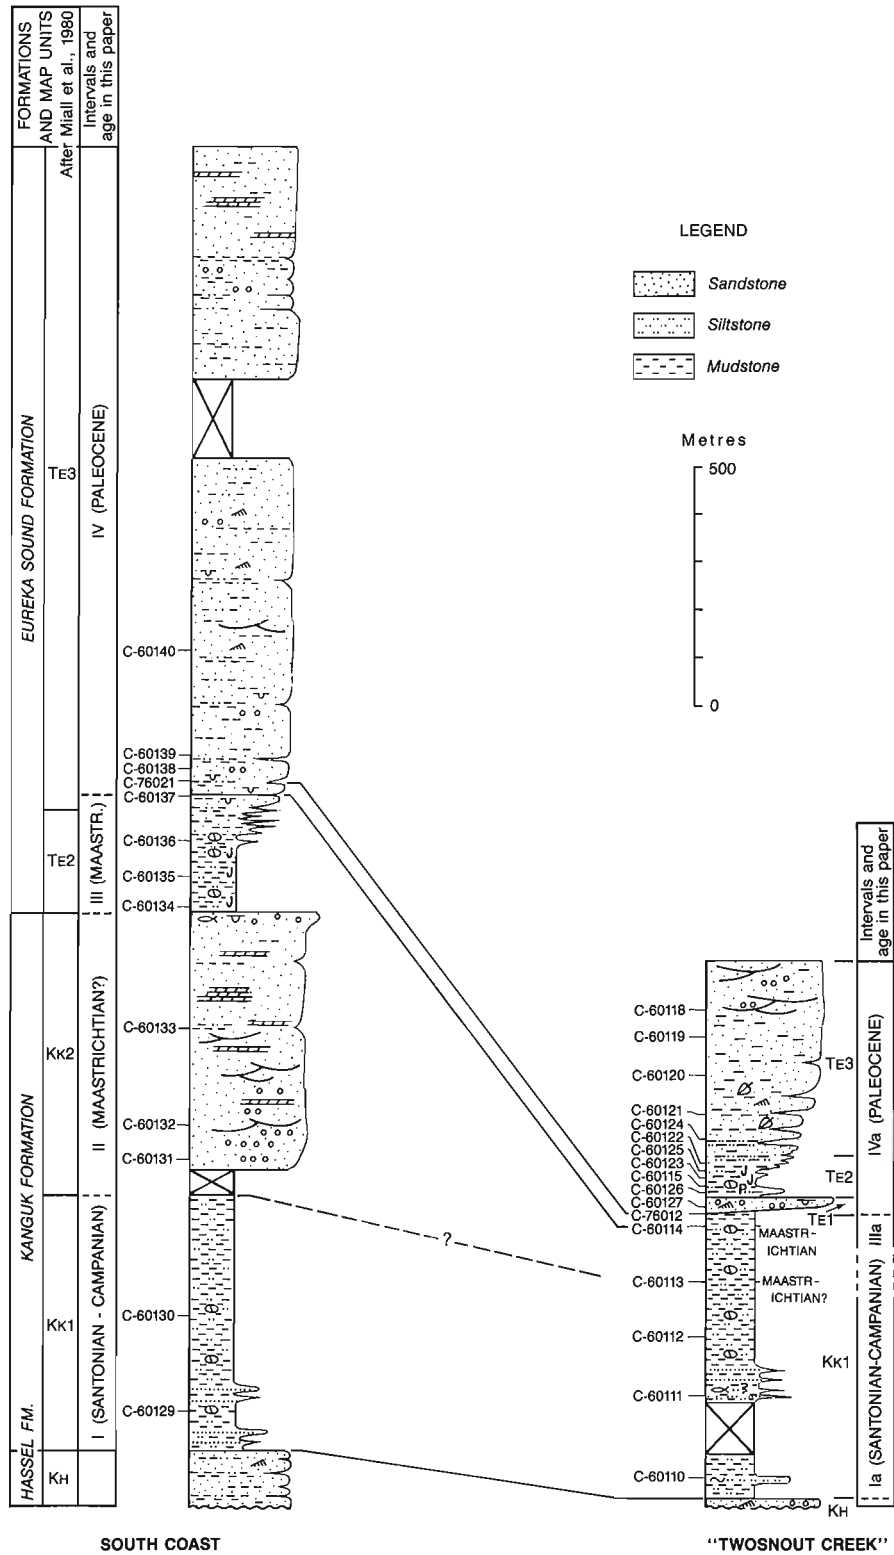 FORMATIONS
AND MAP UNITS
After Miall et al., 1980
Intervals and
age in this paper
EUREKA SOUND FORMATION
KANGUK FORMATION
HASSEL FM.
TE3
TE2
KK2
KK1
KH
IV (PALEOCENE)
III (MAASTR.)
II (MAASTRICHTIAN?)
I (SANTONIAN - CAMPANIAN)
C-60140
C-60139
C-60138
C-76021
C-60137
C-60136
C-60135
C-60134
C-60133
C-60132
C-60131
C-60130
C-60129
SOUTH COAST
?
LEGEND
Sandstone
Siltstone
Mudstone
Metres
500
0
C-60118
C-60119
C-60120
C-60121
C-60124
C-60122
C-60125
C-60123
C-60115
C-60126
C-60127
C-76012
C-60114
C-60113
C-60112
C-60111
C-60110
J
J
P
TE3
TE2
TE1
MAASTR-
ICHTIAN
MAASTR-
ICHTIAN?
KK1
KH
Intervals and
age in this paper
IVa (PALEOCENE)
IIIa
Ia (SANTONIAN-CAMPANIAN)
"TWOSNOUT CREEK"